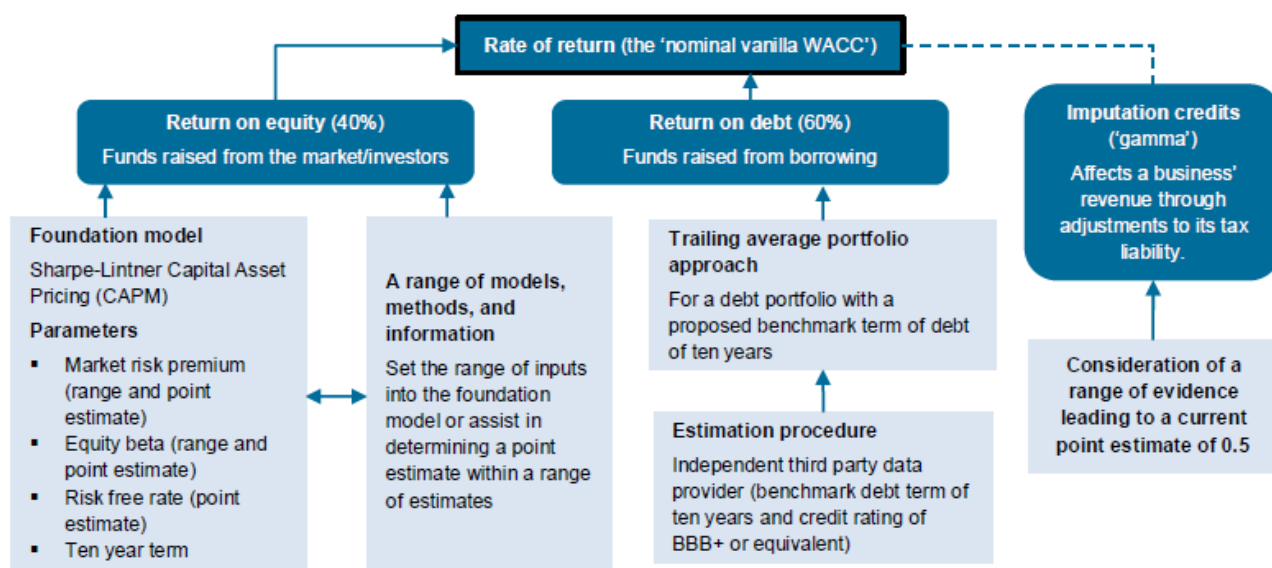 Rate of return (the ‘nominal vanilla WACC’)
Return on equity (40%)
Funds raised from the market/investors
Return on debt (60%)
Funds raised from borrowing
Imputation credits
(‘gamma’)
Affects a business’
revenue through
adjustments to its tax
liability.
Foundation model
Sharpe-Lintner Capital Asset
Pricing (CAPM)
Parameters
▪ Market risk premium
(range and point
estimate)
▪ Equity beta (range and
point estimate)
▪ Risk free rate (point
estimate)
▪ Ten year term
A range of models,
methods, and
information
Set the range of inputs
into the foundation
model or assist in
determining a point
estimate within a range
of estimates
Trailing average portfolio
approach
For a debt portfolio with a
proposed benchmark term of debt
of ten years
Estimation procedure
Independent third party data
provider (benchmark debt term of
ten years and credit rating of
BBB+ or equivalent)
Consideration of a
range of evidence
leading to a current
point estimate of 0.5